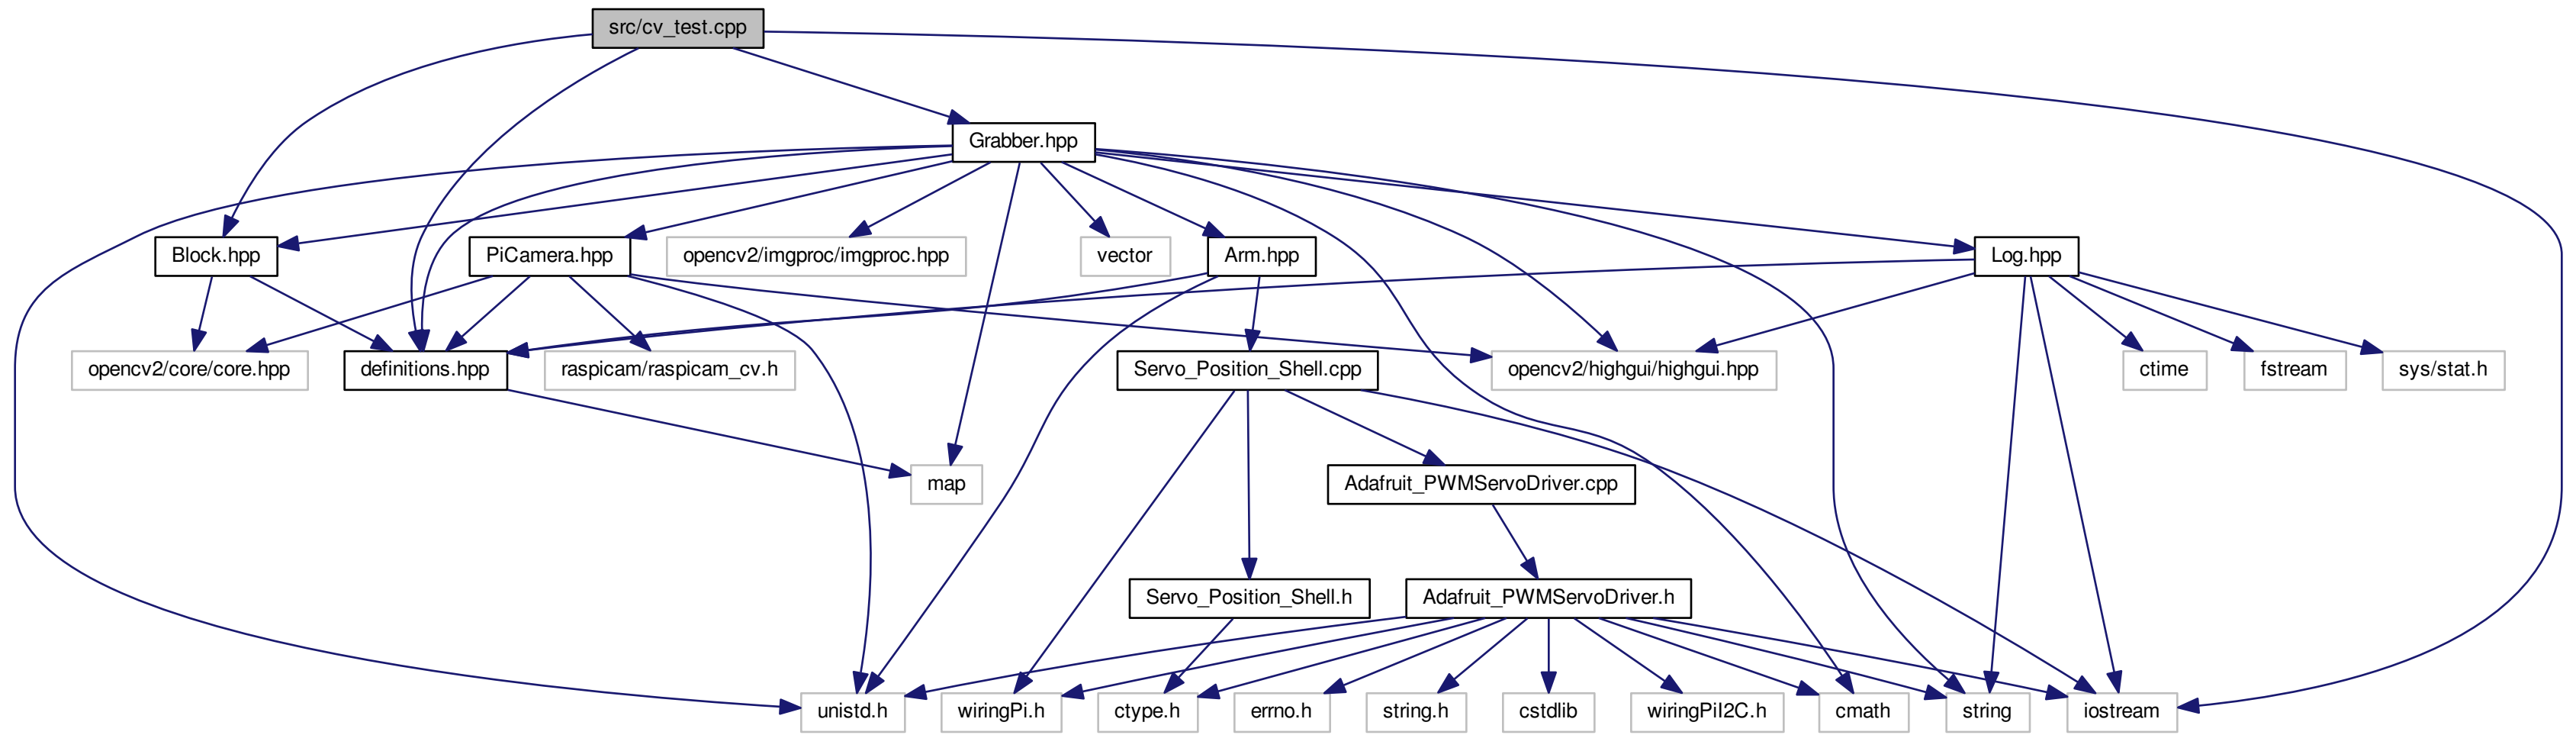 src/cv_test.cpp
Grabber.hpp
Block.hpp
PiCamera.hpp
opencv2/imgproc/imgproc.hpp
vector
Arm.hpp
Log.hpp
opencv2/core/core.hpp
definitions.hpp
raspicam/raspicam_cv.h
Servo_Position_Shell.cpp
opencv2/highgui/highgui.hpp
ctime
fstream
sys/stat.h
map
Adafruit_PWMServoDriver.cpp
Servo_Position_Shell.h
Adafruit_PWMServoDriver.h
unistd.h
wiringPi.h
ctype.h
errno.h
string.h
cstdlib
wiringPiI2C.h
cmath
string
iostream